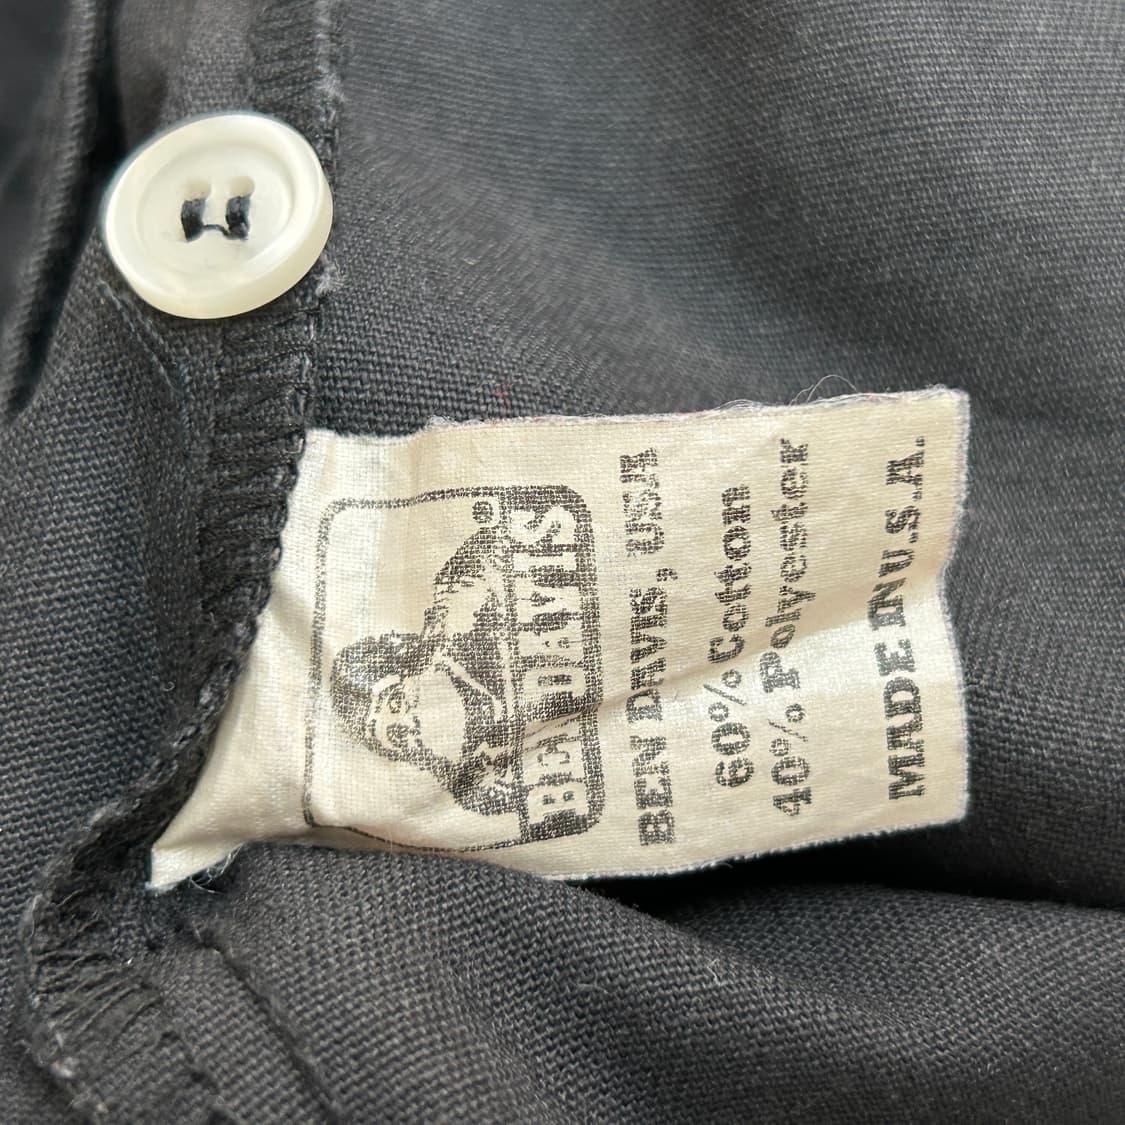 BEN DAVIS
BEN DAVIS, USA
60% Cotton
40% Polyester
MADE IN U.S.A.